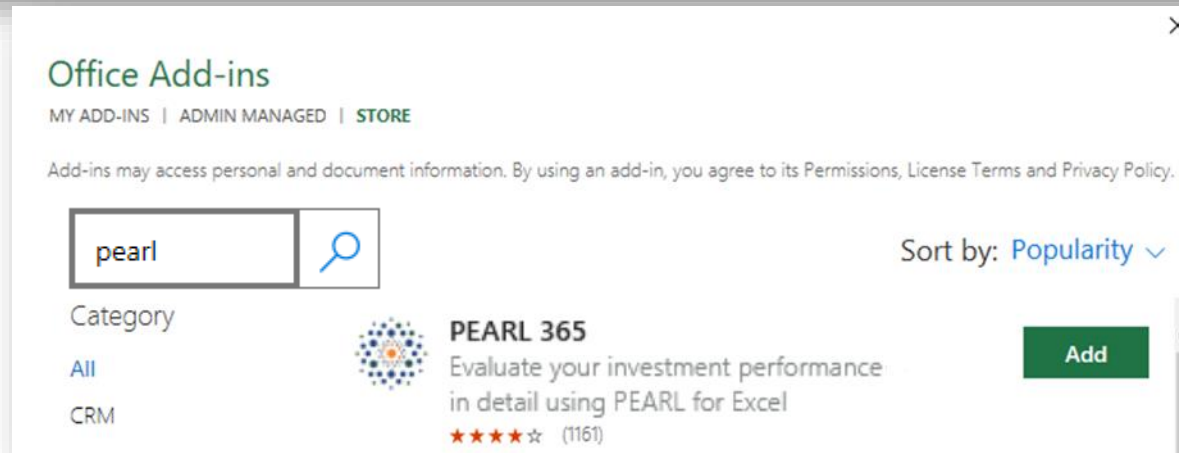 Office Add-ins
MY ADD-INS | ADMIN MANAGED | STORE
Add-ins may access personal and document information. By using an add-in, you agree to its Permissions, License Terms and Privacy Policy.
pearl
Sort by: Popularity
Category
PEARL 365
All
Evaluate your investment performance
Add
in detail using PEARL for Excel
CRM
(1161)